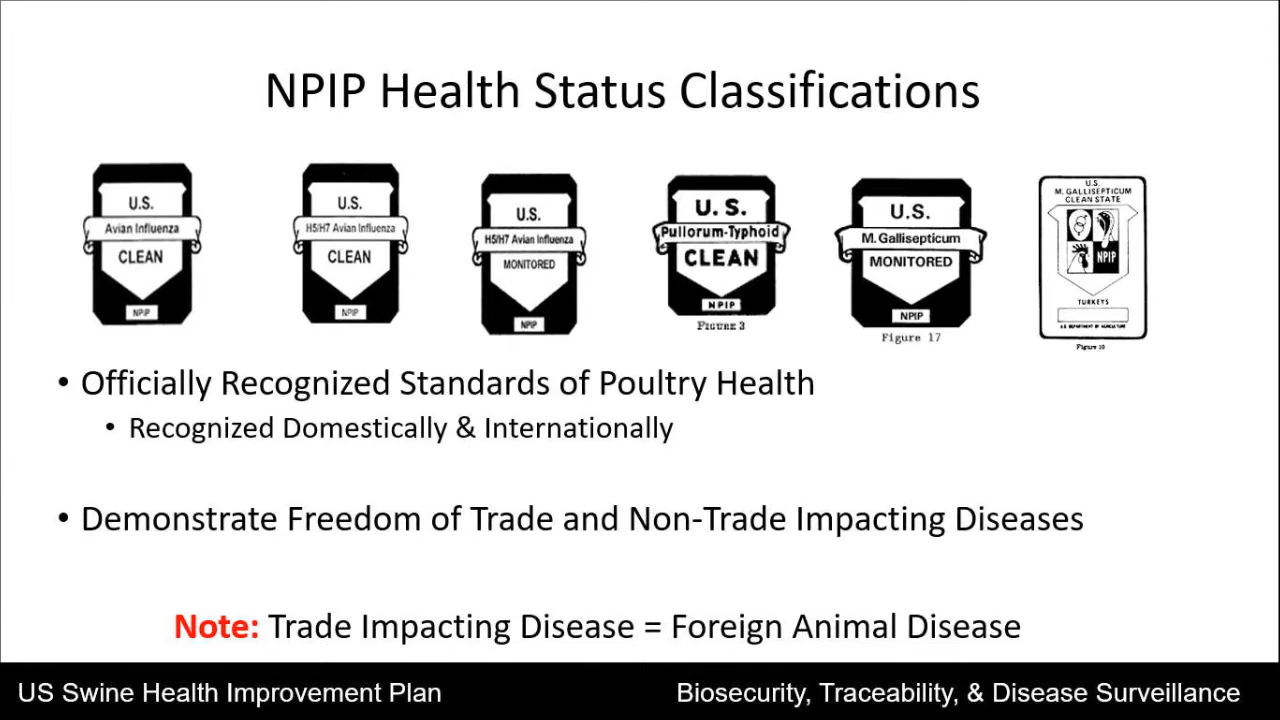 NPIP Health Status Classifications
U.S.
Avian Influenza
CLEAN
NPIP
U.S.
H5/H7 Avian Influenza
CLEAN
NPIP
U.S.
H5/H7 Avian Influenza
MONITORED
NPIP
U.S.
Pullorum-Typhoid
CLEAN
NPIP
FIGURE 3
U.S.
M. Gallisepticum
MONITORED
NPIP
Figure 17
U.S.
M. GALLISEPTICUM
CLEAN STATE
NPIP
TURKEYS
U.S. DEPARTMENT OF AGRICULTURE
• Officially Recognized Standards of Poultry Health
• Recognized Domestically & Internationally
• Demonstrate Freedom of Trade and Non-Trade Impacting Diseases
Note: Trade Impacting Disease = Foreign Animal Disease
US Swine Health Improvement Plan
Biosecurity, Traceability, & Disease Surveillance